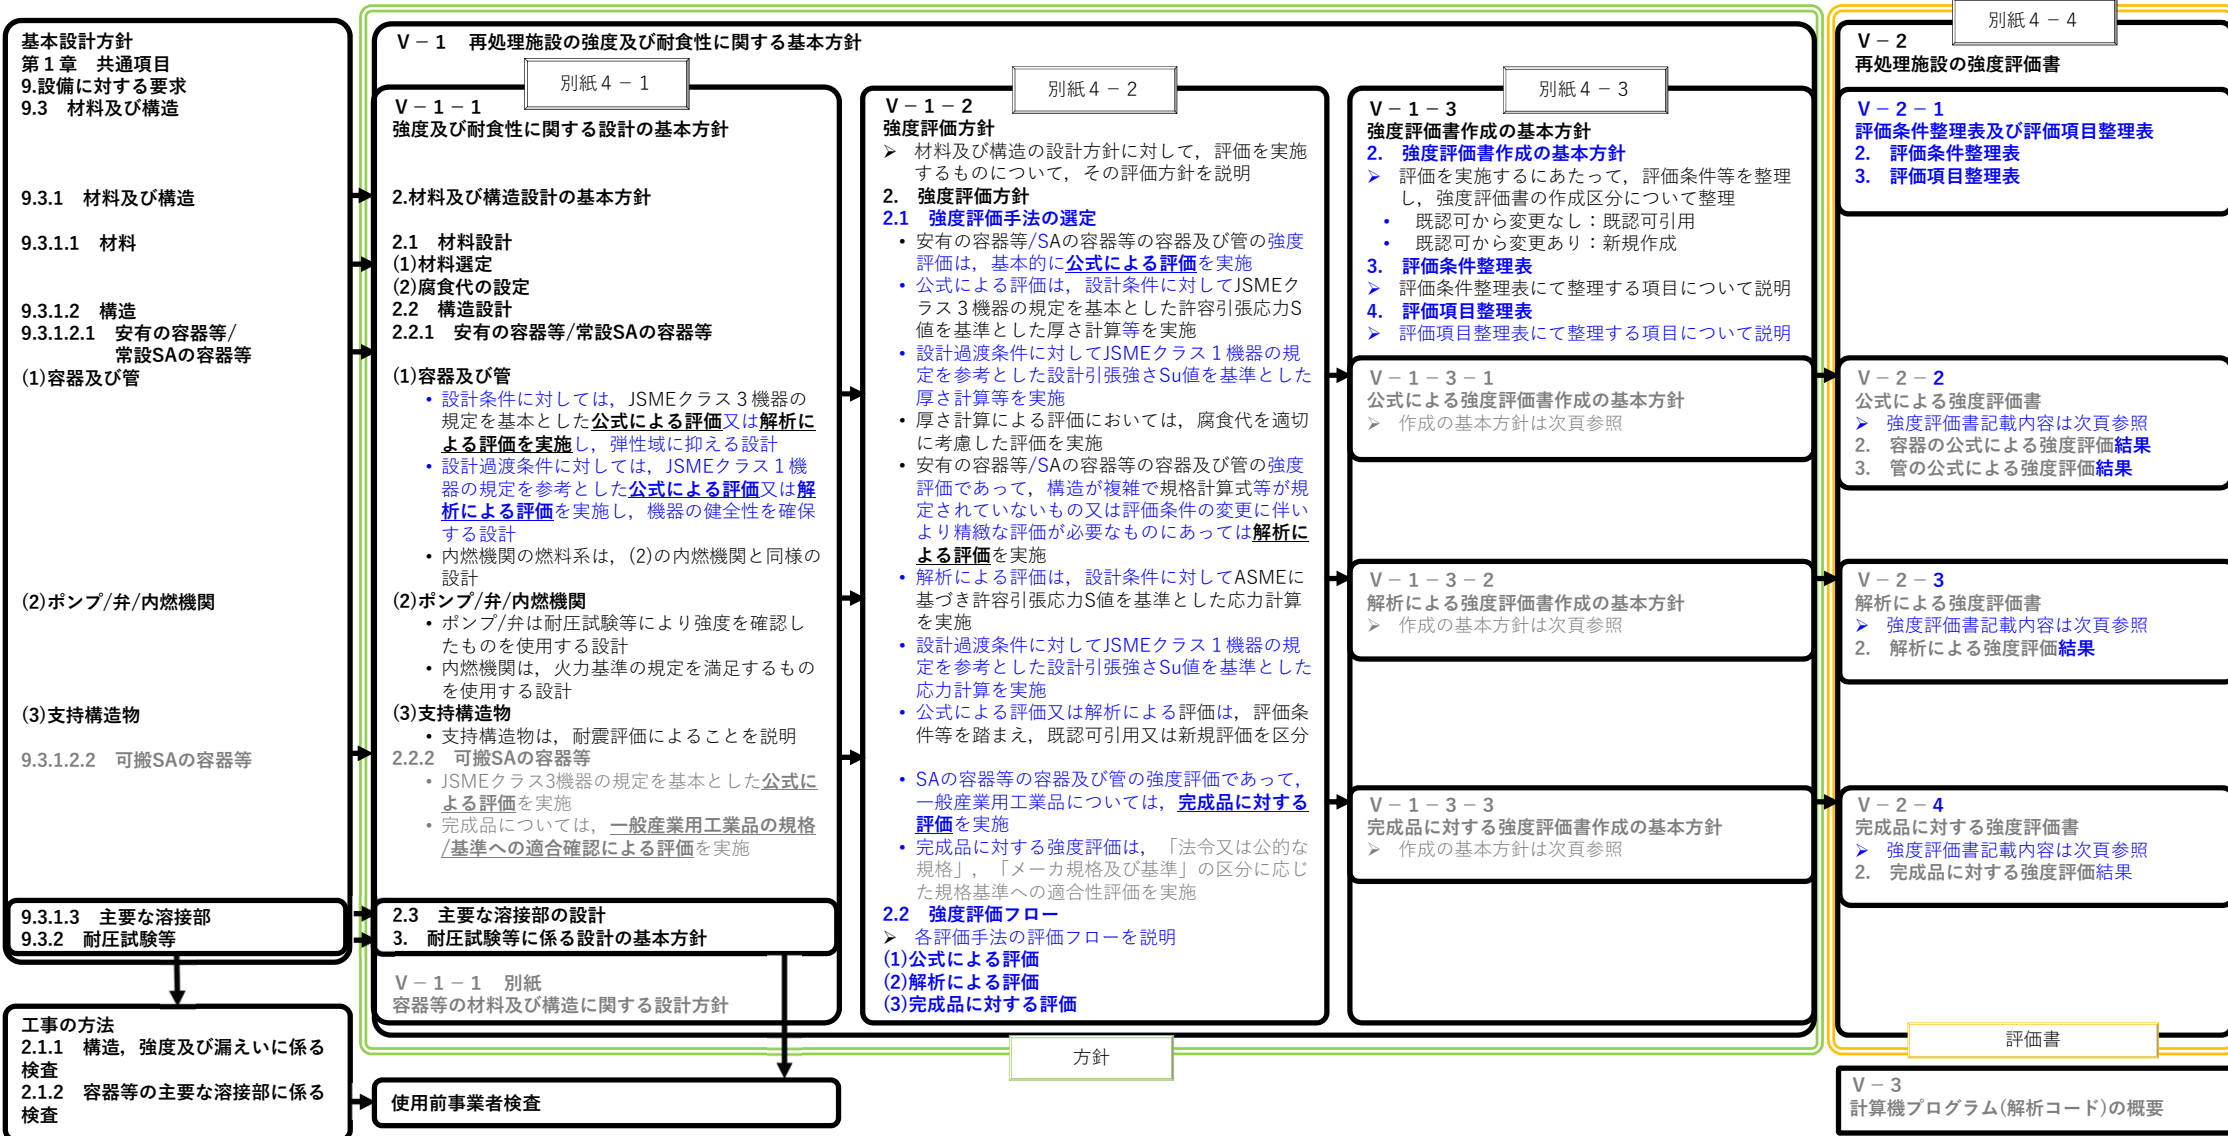 基本設計方針
第1章　共通項目
9.設備に対する要求
9.3　材料及び構造
9.3.1　材料及び構造
9.3.1.1　材料
9.3.1.2　構造
9.3.1.2.1　安有の容器等/
常設SAの容器等
(1)容器及び管
(2)ポンプ/弁/内燃機関
(3)支持構造物
9.3.1.2.2　可搬SAの容器等
9.3.1.3　主要な溶接部
9.3.2　耐圧試験等
工事の方法
2.1.1　構造，強度及び漏えいに係る
検査
2.1.2　容器等の主要な溶接部に係る
検査
Ⅴ－1　再処理施設の強度及び耐食性に関する基本方針
別紙4－1
Ⅴ－1－1
強度及び耐食性に関する設計の基本方針
2.材料及び構造設計の基本方針
2.1　材料設計
(1)材料選定
(2)腐食代の設定
2.2　構造設計
2.2.1　安有の容器等/常設SAの容器等
(1)容器及び管
• 設計条件に対しては，JSMEクラス3機器の
規定を基本とした公式による評価又は解析に
よる評価を実施し，弾性域に抑える設計
• 設計過渡条件に対しては，JSMEクラス1機
器の規定を参考とした公式による評価又は解
析による評価を実施し，機器の健全性を確保
する設計
• 内燃機関の燃料系は，(2)の内燃機関と同様の
設計
(2)ポンプ/弁/内燃機関
• ポンプ/弁は耐圧試験等により強度を確認し
たものを使用する設計
• 内燃機関は，火力基準の規定を満足するもの
を使用する設計
(3)支持構造物
• 支持構造物は，耐震評価によることを説明
2.2.2　可搬SAの容器等
• JSMEクラス3機器の規定を基本とした公式に
よる評価を実施
• 完成品については，一般産業用工業品の規格
/基準への適合確認による評価を実施
2.3　主要な溶接部の設計
3.　耐圧試験等に係る設計の基本方針
Ⅴ－1－1　別紙
容器等の材料及び構造に関する設計方針
使用前事業者検査
別紙4－2
Ⅴ－1－2
強度評価方針
➢ 材料及び構造の設計方針に対して，評価を実施
するものについて，その評価方針を説明
2.　強度評価方針
2.1　強度評価手法の選定
• 安有の容器等/SAの容器等の容器及び管の強度
評価は，基本的に公式による評価を実施
• 公式による評価は，設計条件に対してJSMEク
ラス3機器の規定を基本とした許容引張応力S
値を基準とした厚さ計算等を実施
• 設計過渡条件に対してJSMEクラス1機器の規
定を参考とした設計引張強さSu値を基準とした
厚さ計算等を実施
• 厚さ計算による評価においては，腐食代を適切
に考慮した評価を実施
• 安有の容器等/SAの容器等の容器及び管の強度
評価であって，構造が複雑で規格計算式等が規
定されていないもの又は評価条件の変更に伴い
より精緻な評価が必要なものにあっては解析に
よる評価を実施
• 解析による評価は，設計条件に対してASMEに
基づき許容引張応力S値を基準とした応力計算
を実施
• 設計過渡条件に対してJSMEクラス1機器の規
定を参考とした設計引張強さSu値を基準とした
応力計算を実施
• 公式による評価又は解析による評価は，評価条
件等を踏まえ，既認可引用又は新規評価を区分
• SAの容器等の容器及び管の強度評価であって，
一般産業用工業品については，完成品に対する
評価を実施
• 完成品に対する強度評価は，「法令又は公的な
規格」，「メーカ規格及び基準」の区分に応じ
た規格基準への適合性評価を実施
2.2　強度評価フロー
➢ 各評価手法の評価フローを説明
(1)公式による評価
(2)解析による評価
(3)完成品に対する評価
方針
別紙4－3
Ⅴ－1－3
強度評価書作成の基本方針
2.　強度評価書作成の基本方針
➢ 評価を実施するにあたって，評価条件等を整理
し，強度評価書の作成区分について整理
• 既認可から変更なし：既認可引用
• 既認可から変更あり：新規作成
3.　評価条件整理表
➢ 評価条件整理表にて整理する項目について説明
4.　評価項目整理表
➢ 評価項目整理表にて整理する項目について説明
Ⅴ－1－3－1
公式による強度評価書作成の基本方針
➢ 作成の基本方針は次頁参照
Ⅴ－1－3－2
解析による強度評価書作成の基本方針
➢ 作成の基本方針は次頁参照
Ⅴ－1－3－3
完成品に対する強度評価書作成の基本方針
➢ 作成の基本方針は次頁参照
別紙4－4
Ⅴ－2
再処理施設の強度評価書
Ⅴ－2－1
評価条件整理表及び評価項目整理表
2.　評価条件整理表
3.　評価項目整理表
Ⅴ－2－2
公式による強度評価書
➢ 強度評価書記載内容は次頁参照
2.　容器の公式による強度評価結果
3.　管の公式による強度評価結果
Ⅴ－2－3
解析による強度評価書
➢ 強度評価書記載内容は次頁参照
2.　解析による強度評価結果
Ⅴ－2－4
完成品に対する強度評価書
➢ 強度評価書記載内容は次頁参照
2.　完成品に対する強度評価結果
評価書
Ⅴ－3
計算機プログラム(解析コード)の概要